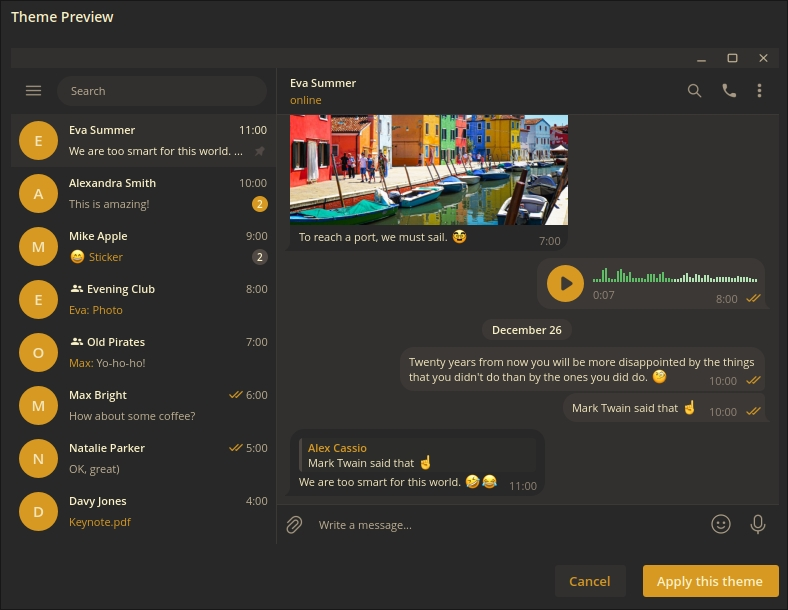 Theme Preview
Search
E
Eva Summer
11:00
We are too smart for this world. ...
A
Alexandra Smith
10:00
This is amazing!
2
M
Mike Apple
9:00
😄 Sticker
2
E
Evening Club
8:00
Eva: Photo
O
Old Pirates
7:00
Max: Yo-ho-ho!
M
Max Bright
6:00
How about some coffee?
N
Natalie Parker
5:00
OK, great)
D
Davy Jones
4:00
Keynote.pdf
Eva Summer
online
To reach a port, we must sail. 🤠
7:00
0:07
8:00
December 26
Twenty years from now you will be more disappointed by the things
that you didn't do than by the ones you did do. 🧐
10:00
Mark Twain said that ☝️
10:00
Alex Cassio
Mark Twain said that ☝️
We are too smart for this world. 🤣😂
11:00
Write a message...
Cancel
Apply this theme